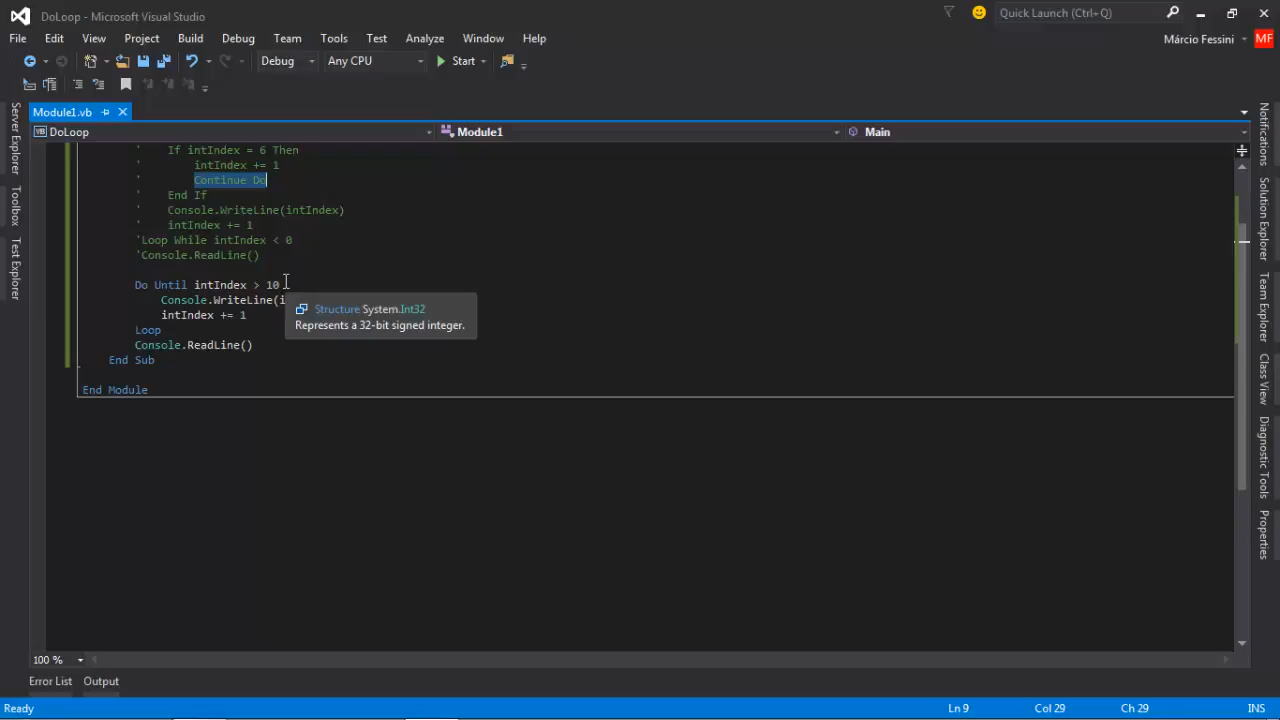 DoLoop - Microsoft Visual Studio
Quick Launch (Ctrl+Q)
File Edit View Project Build Debug Team Tools Test Analyze Window Help
Márcio Fessini MF
Debug Any CPU Start
Module1.vb
DoLoop Module1 Main
' If intIndex = 6 Then
' intIndex += 1
' Continue Do
' End If
' Console.WriteLine(intIndex)
' intIndex += 1
'Loop While intIndex < 0
'Console.ReadLine()
Do Until intIndex > 10
Console.WriteLine(i
intIndex += 1
Loop
Console.ReadLine()
End Sub
End Module
Structure System.Int32
Represents a 32-bit signed integer.
Server Explorer
Toolbox
Test Explorer
Notifications
Solution Explorer
Team Explorer
Class View
Diagnostic Tools
Properties
100 %
Error List Output
Ready Ln 9 Col 29 Ch 29 INS